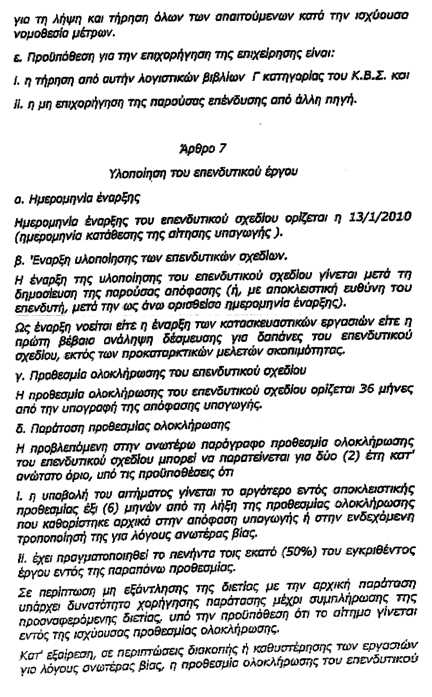 για τη λήψη και τήρηση όλων των απαιτούμενων κατά την ισχύουσα
νομοθεσία μέτρων.
ε. Προϋπόθεση για την επιχορήγηση της επιχείρησης είναι:
i. η τήρηση από αυτήν λογιστικών βιβλίων Γ κατηγορίας του Κ.Β.Σ. και
ii. η μη επιχορήγηση της παρούσας επένδυσης από άλλη πηγή.
Άρθρο 7
Υλοποίηση του επενδυτικού έργου
α. Ημερομηνία έναρξης
Ημερομηνία έναρξης του επενδυτικού σχεδίου ορίζεται η 13/1/2010
(ημερομηνία κατάθεσης της αίτησης υπαγωγής ).
β. Έναρξη υλοποίησης των επενδυτικών σχεδίων.
Η έναρξη της υλοποίησης του επενδυτικού σχεδίου γίνεται μετά τη
δημοσίευση της παρούσας απόφασης (ή, με αποκλειστική ευθύνη του
επενδυτή, μετά την ως άνω ορισθείσα ημερομηνία έναρξης).
Ως έναρξη νοείται είτε η έναρξη των κατασκευαστικών εργασιών είτε η
πρώτη βέβαιο ανάληψη δέσμευσης για δαπάνες του επενδυτικού
σχεδίου, εκτός των προκαταρκτικών μελετών σκοπιμότητας.
γ. Προθεσμία ολοκλήρωσης του επενδυτικού σχεδίου
Η προθεσμία ολοκλήρωσης του επενδυτικού σχεδίου ορίζεται 36 μήνες
από την υπογραφή της απόφασης υπαγωγής.
δ. Παράταση προθεσμίας ολοκλήρωσης
Η προβλεπόμενη στην ανωτέρω παράγραφο προθεσμία ολοκλήρωσης
του επενδυτικού σχεδίου μπορεί να παρατείνεται για δύο (2) έτη κατ'
ανώτατο όριο, υπό τις προϋποθέσεις ότι
i. η υποβολή του αιτήματος γίνεται το αργότερο εντός αποκλειστικής
προθεσμίας έξι (6) μηνών από τη λήξη της προθεσμίας ολοκλήρωσης
που καθορίστηκε αρχικά στην απόφαση υπαγωγής ή στην ενδεχόμενη
τροποποίησή της για λόγους ανωτέρας βίας.
ii. έχει πραγματοποιηθεί το πενήντα τοις εκατό (50%) του εγκριθέντος
έργου εντός της παραπάνω προθεσμίας.
Σε περίπτωση μη εξάντλησης της διετίας με την αρχική παράταση
υπάρχει δυνατότητα χορήγησης παράτασης μέχρι συμπλήρωσης της
προαναφερόμενης διετίας, υπό την προϋπόθεση ότι το αίτημα γίνεται
εντός της ισχύουσας προθεσμίας ολοκλήρωσης.
Κατ' εξαίρεση, σε περιπτώσεις διακοπής ή καθυστέρησης των εργασιών
για λόγους ανωτέρας βίας, η προθεσμία ολοκλήρωσης του επενδυτικού